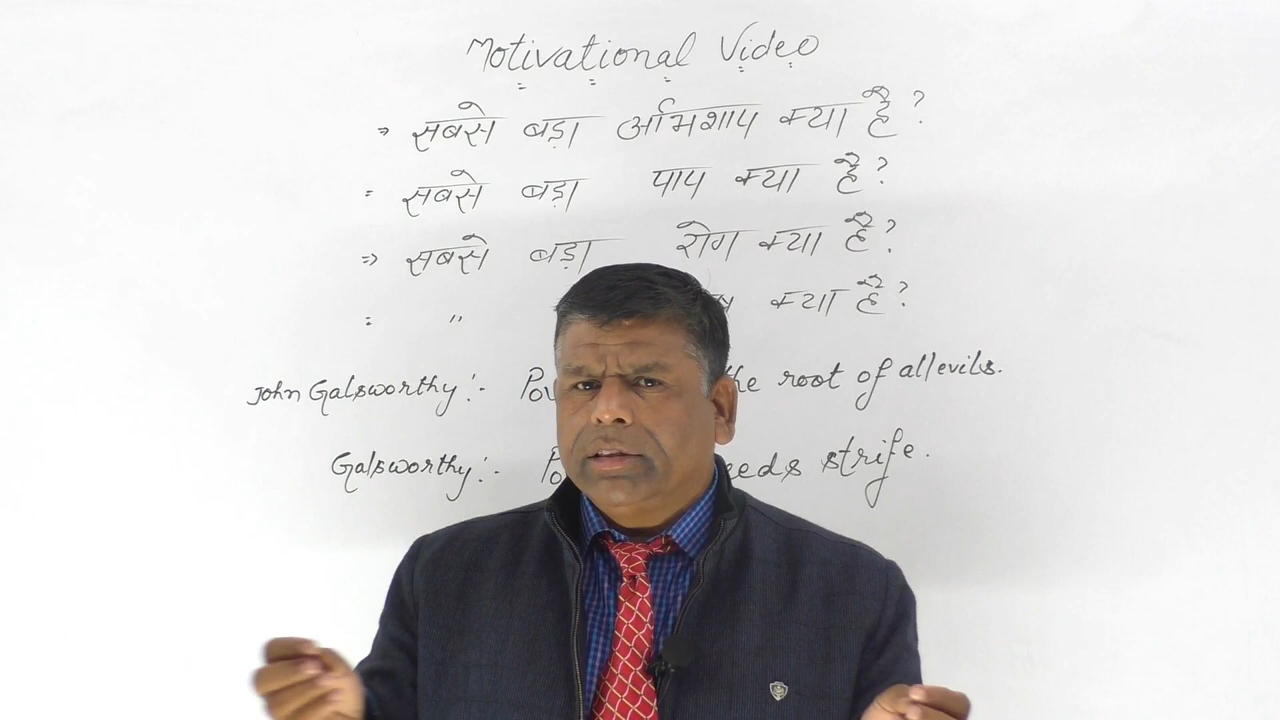 Motivational Video
⇒ सबसे बड़ा अभिशाप क्या है?
= सबसे बड़ा पाप क्या है?
⇒ सबसे बड़ा रोग क्या है?
: " क्या है?
John Galsworthy:- the root of all evils.
Galsworthy:- strife.